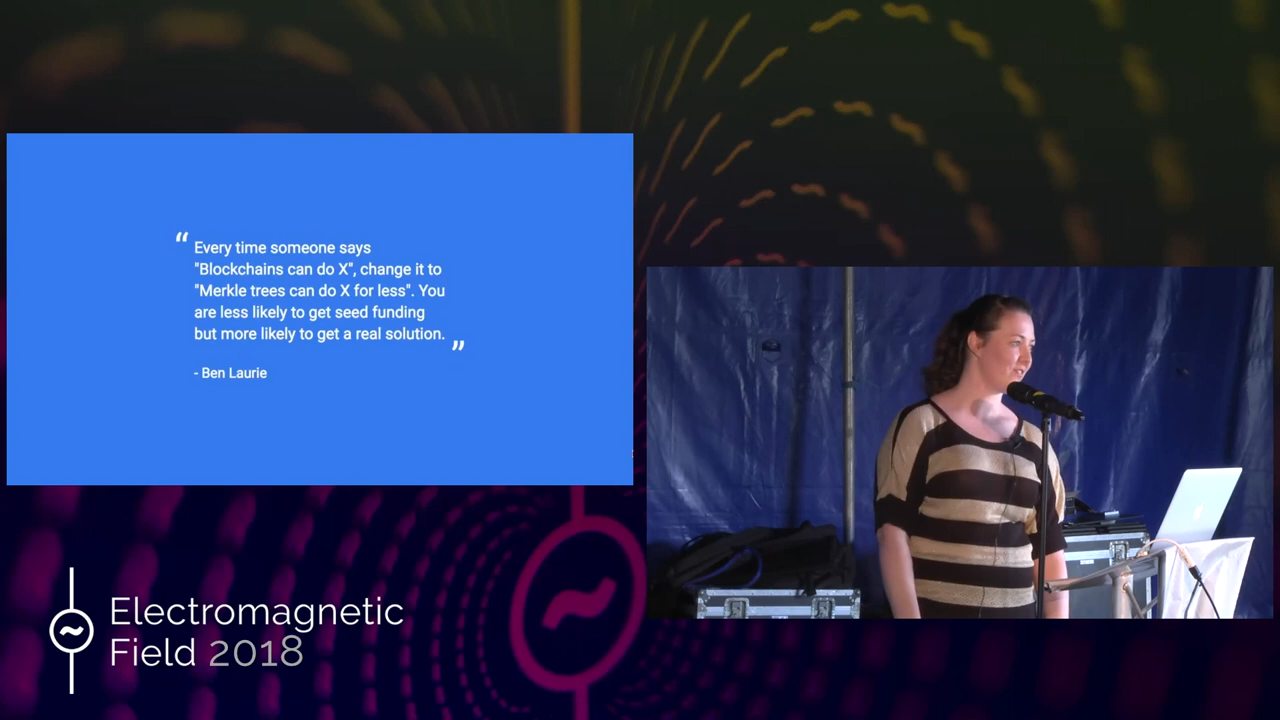 “ Every time someone says
"Blockchains can do X", change it to
"Merkle trees can do X for less". You
are less likely to get seed funding
but more likely to get a real solution. ”
- Ben Laurie
Electromagnetic
Field 2018